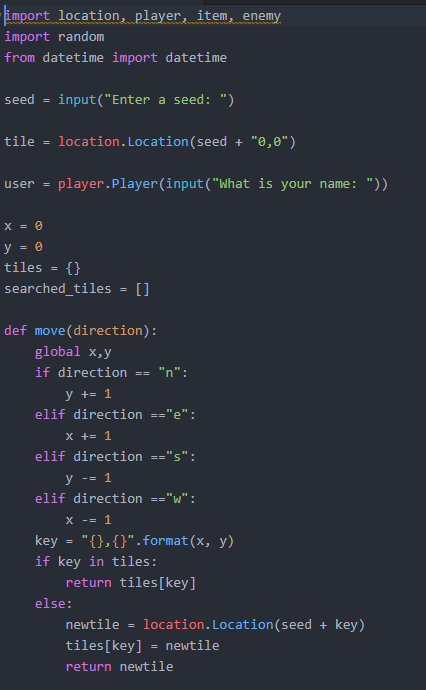 import location, player, item, enemy
import random
from datetime import datetime

seed = input("Enter a seed: ")

tile = location.Location(seed + "0,0")

user = player.Player(input("What is your name: "))

x = 0
y = 0
tiles = {}
searched_tiles = []

def move(direction):
    global x,y
    if direction == "n":
        y += 1
    elif direction =="e":
        x += 1
    elif direction =="s":
        y -= 1
    elif direction =="w":
        x -= 1
    key = "{},{}".format(x, y)
    if key in tiles:
        return tiles[key]
    else:
        newtile = location.Location(seed + key)
        tiles[key] = newtile
        return newtile